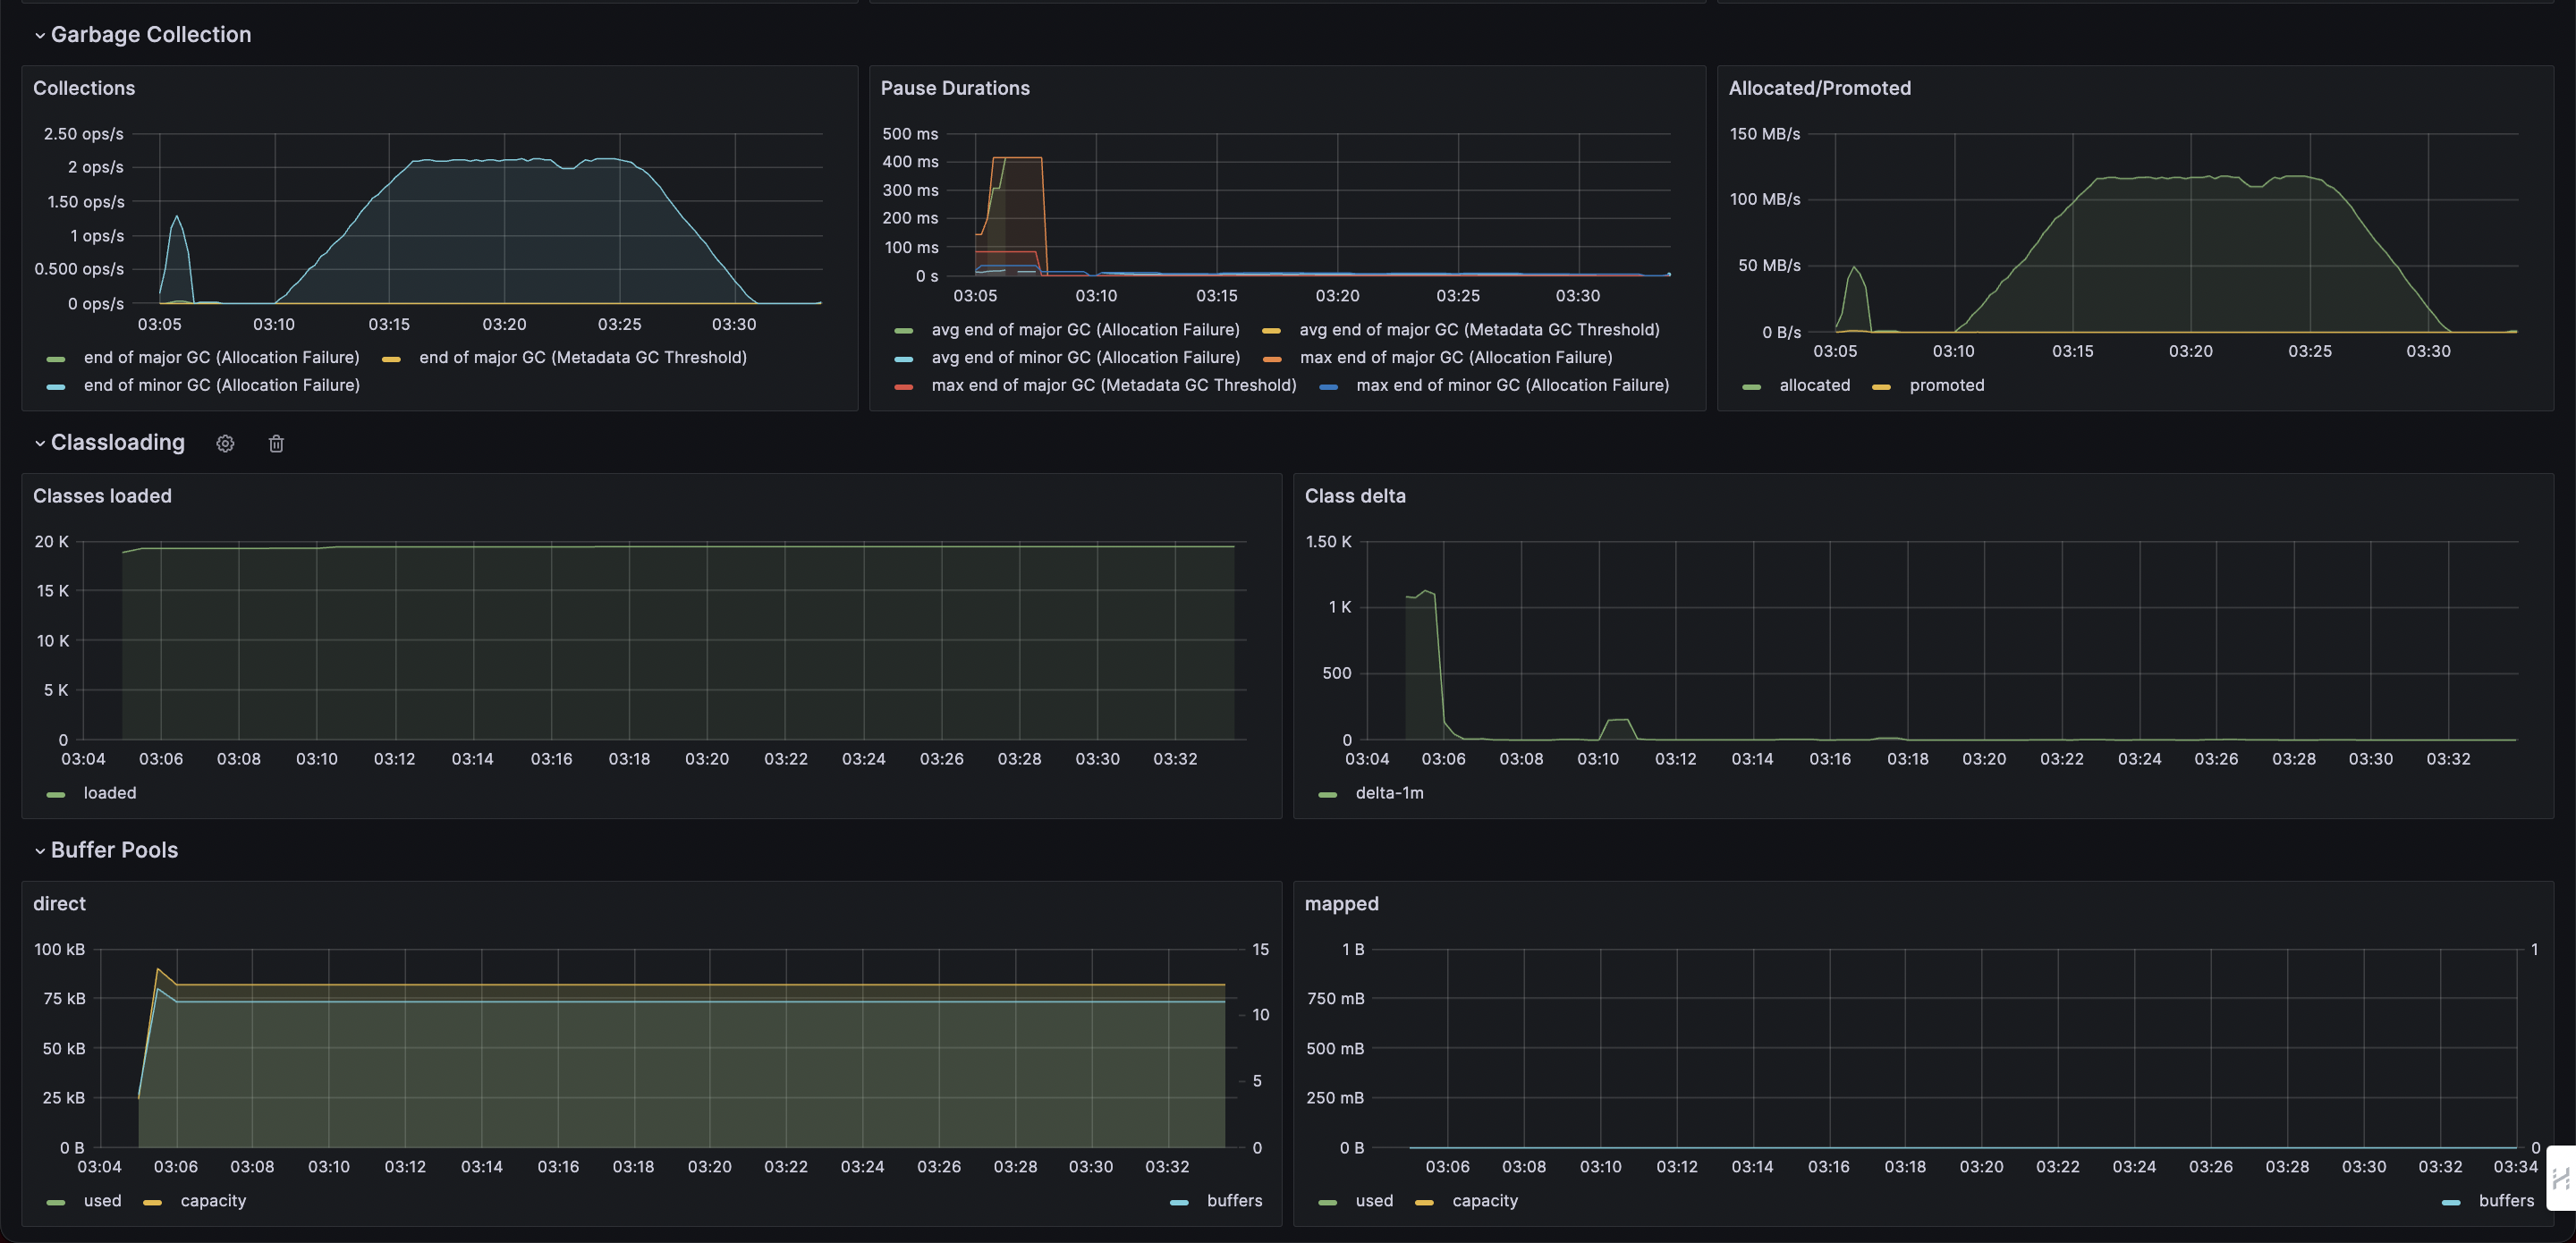 Garbage Collection
Collections
2.50 ops/s
2 ops/s
1.50 ops/s
1 ops/s
0.500 ops/s
0 ops/s
03:05 03:10 03:15 03:20 03:25 03:30
end of major GC (Allocation Failure) end of major GC (Metadata GC Threshold)
end of minor GC (Allocation Failure)
Pause Durations
500 ms
400 ms
300 ms
200 ms
100 ms
0 s
03:05 03:10 03:15 03:20 03:25 03:30
avg end of major GC (Allocation Failure) avg end of major GC (Metadata GC Threshold)
avg end of minor GC (Allocation Failure) max end of major GC (Allocation Failure)
max end of major GC (Metadata GC Threshold) max end of minor GC (Allocation Failure)
Allocated/Promoted
150 MB/s
100 MB/s
50 MB/s
0 B/s
03:05 03:10 03:15 03:20 03:25 03:30
allocated promoted
Classloading
Classes loaded
20 K
15 K
10 K
5 K
0
03:04 03:06 03:08 03:10 03:12 03:14 03:16 03:18 03:20 03:22 03:24 03:26 03:28 03:30 03:32
loaded
Class delta
1.50 K
1 K
500
0
03:04 03:06 03:08 03:10 03:12 03:14 03:16 03:18 03:20 03:22 03:24 03:26 03:28 03:30 03:32
delta-1m
Buffer Pools
direct
100 kB 15
75 kB
10
50 kB
5
25 kB
0 B 0
03:04 03:06 03:08 03:10 03:12 03:14 03:16 03:18 03:20 03:22 03:24 03:26 03:28 03:30 03:32
used capacity buffers
mapped
1 B 1
750 mB
500 mB
250 mB
0 B 0
03:06 03:08 03:10 03:12 03:14 03:16 03:18 03:20 03:22 03:24 03:26 03:28 03:30 03:32 03:34
used capacity buffers